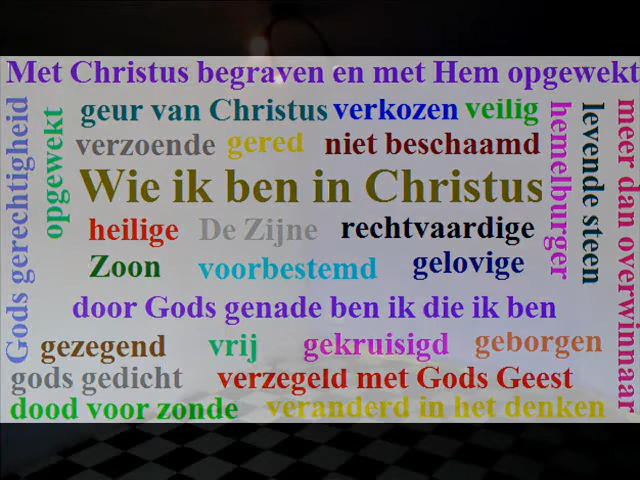 Met Christus begraven en met Hem opgewekt
Gods gerechtigheid
opgewekt
geur van Christus verkozen veilig
verzoende gered niet beschaamd
Wie ik ben in Christus
heilige De Zijne rechtvaardige
Zoon voorbestemd gelovige
hemelburger
levende steen
meer dan overwinnaar
door Gods genade ben ik die ik ben
gezegend vrij gekruisigd geborgen
gods gedicht verzegeld met Gods Geest
dood voor zonde veranderd in het denken